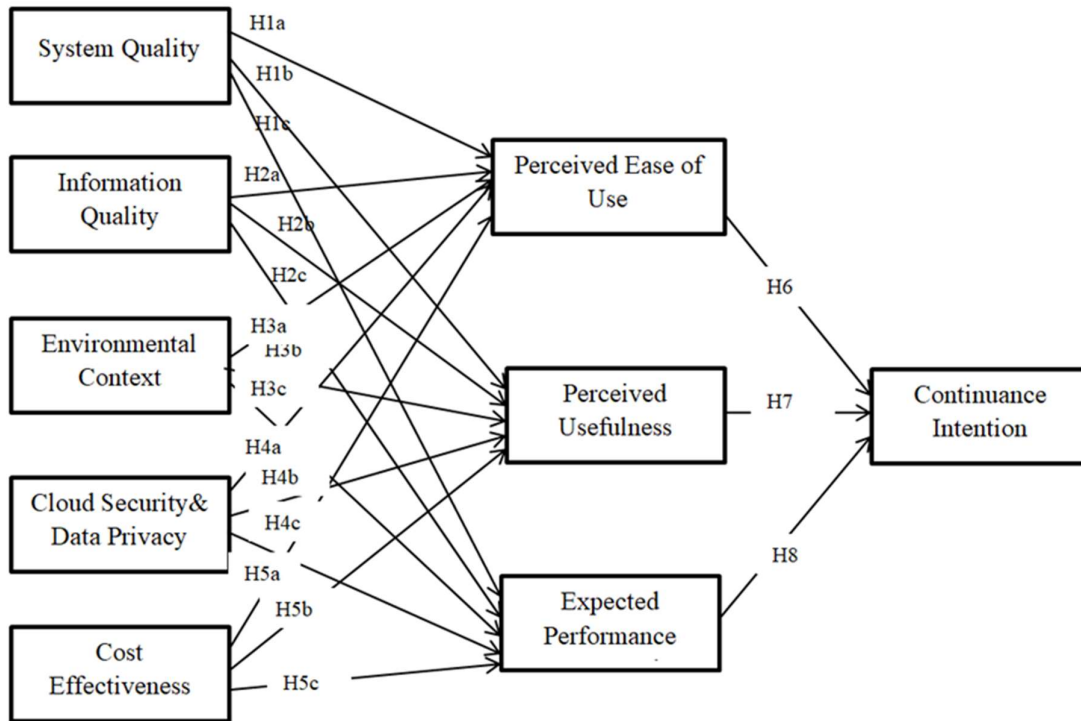 System Quality
H1a
H1b
H1c
Information
Quality
H2a
H2b
H2c
Perceived Ease of
Use
H6
Environmental
Context
H3a
H3b
H3c
Perceived
Usefulness
H7
Continuance
Intention
H4a
H4b
H4c
Cloud Security&
Data Privacy
H8
H5a
H5b
H5c
Expected
Performance
Cost
Effectiveness